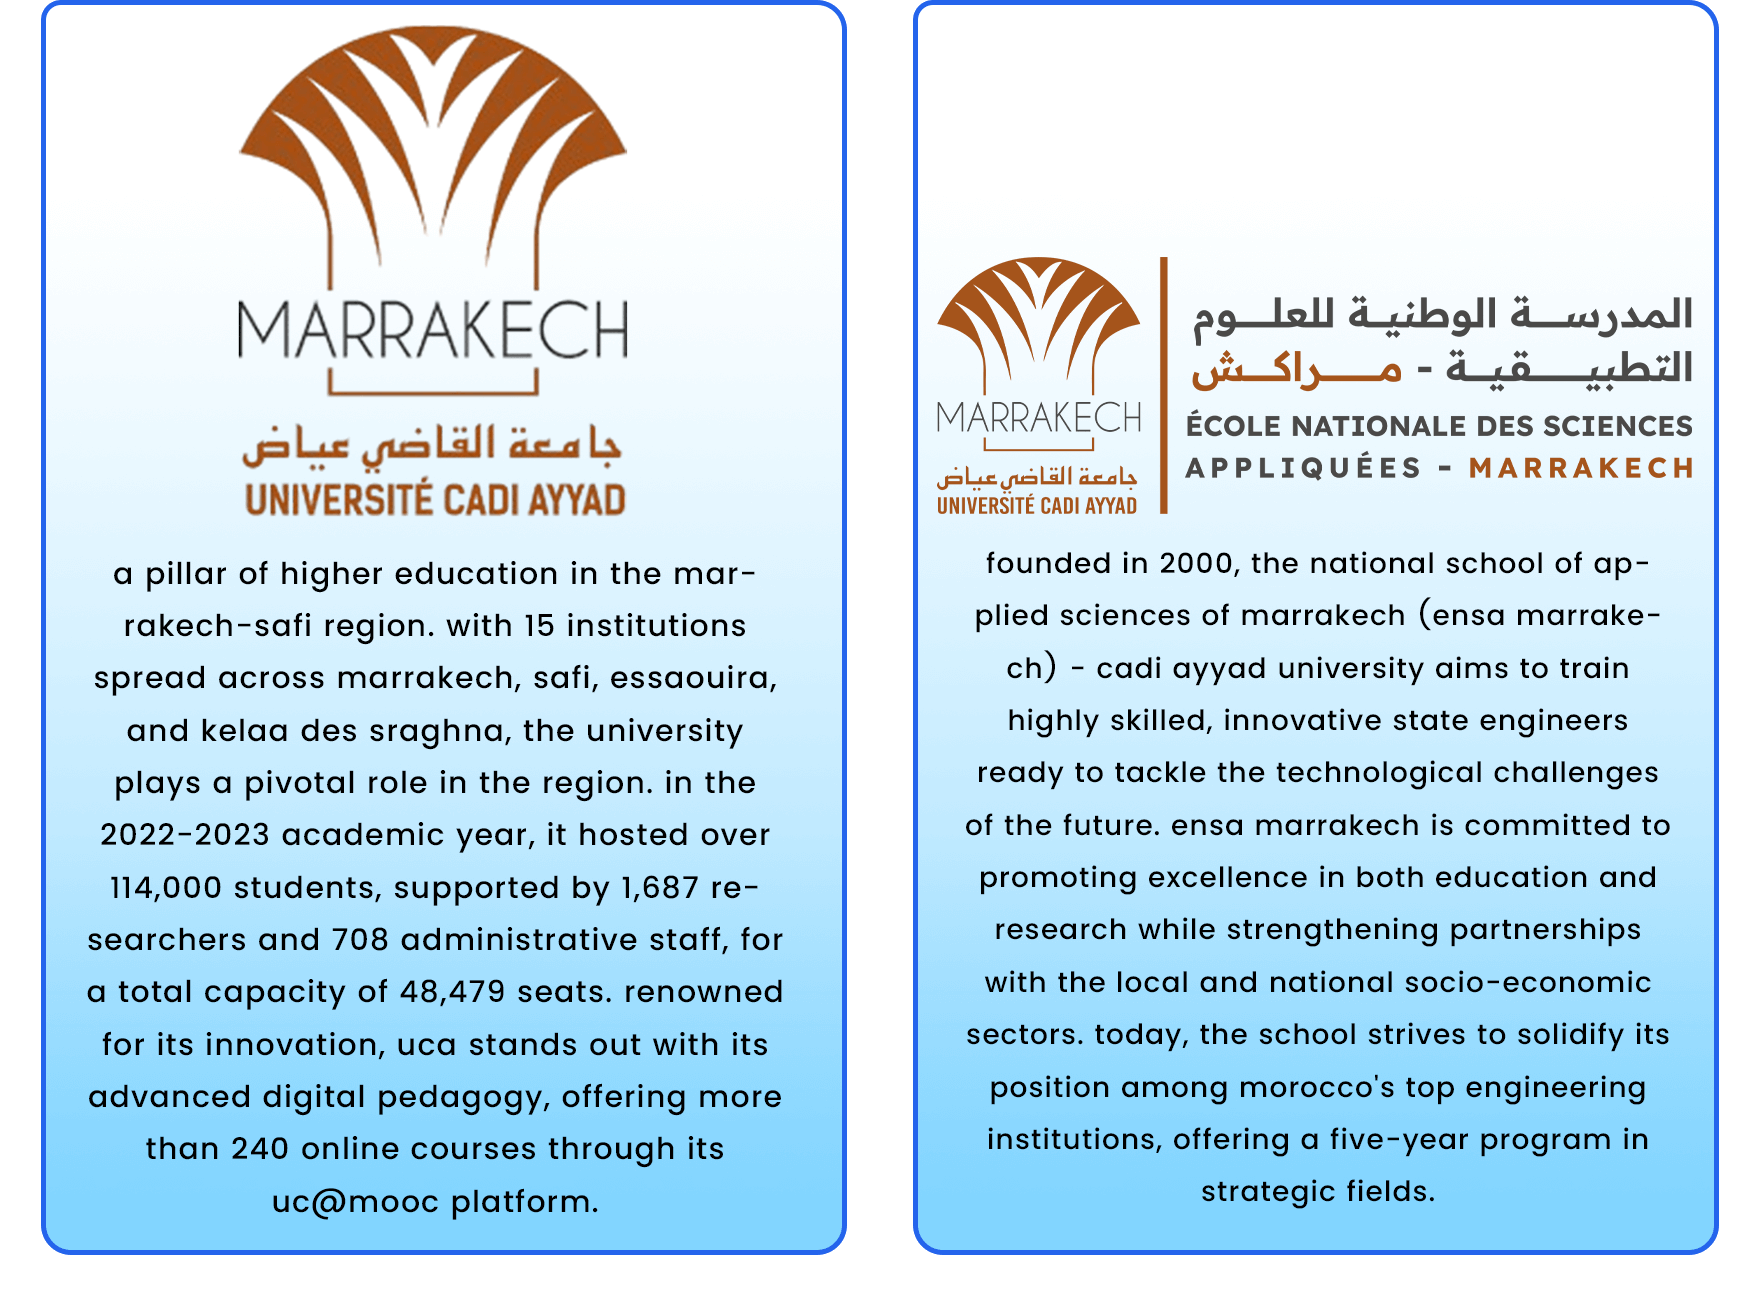 MARRAKECH
جامعة القاضي عياض
UNIVERSITÉ CADI AYYAD
a pillar of higher education in the mar-
rakech-safi region. with 15 institutions
spread across marrakech, safi, essaouira,
and kelaa des sraghna, the university
plays a pivotal role in the region. in the
2022-2023 academic year, it hosted over
114,000 students, supported by 1,687 re-
searchers and 708 administrative staff, for
a total capacity of 48,479 seats. renowned
for its innovation, uca stands out with its
advanced digital pedagogy, offering more
than 240 online courses through its
uc@mooc platform.
MARRAKECH
جامعة القاضي عياض
UNIVERSITÉ CADI AYYAD
المدرســة الوطنيــة للعلــوم
التطبيــــقيــة - مــــراكــش
ÉCOLE NATIONALE DES SCIENCES
APPLIQUÉES - MARRAKECH
founded in 2000, the national school of ap-
plied sciences of marrakech (ensa marrake-
ch) - cadi ayyad university aims to train
highly skilled, innovative state engineers
ready to tackle the technological challenges
of the future. ensa marrakech is committed to
promoting excellence in both education and
research while strengthening partnerships
with the local and national socio-economic
sectors. today, the school strives to solidify its
position among morocco's top engineering
institutions, offering a five-year program in
strategic fields.